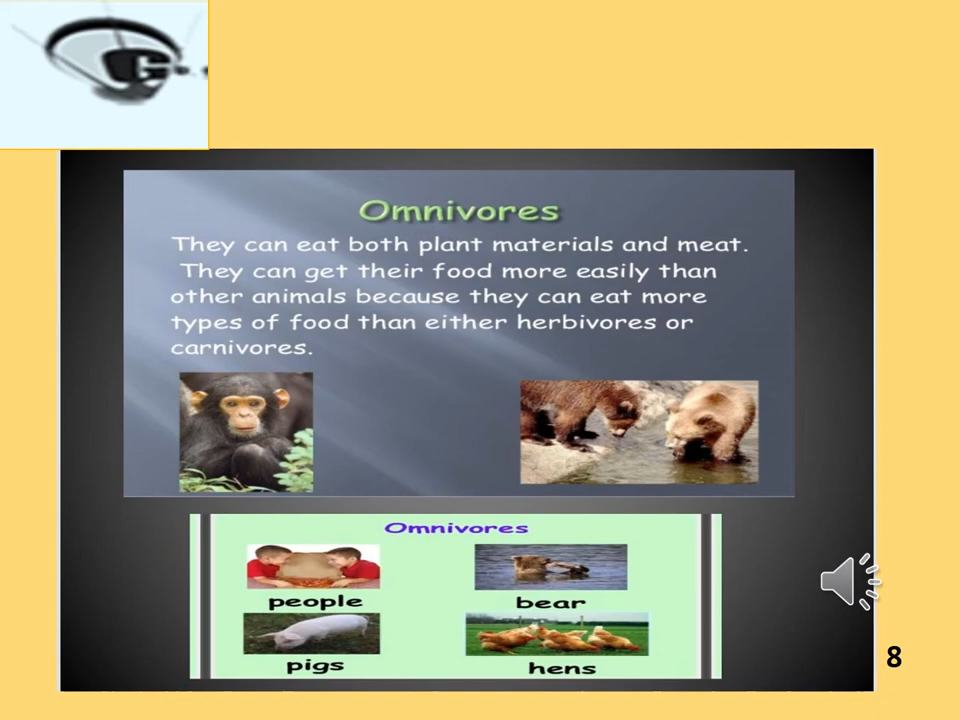 G
Omnivores
They can eat both plant materials and meat.
They can get their food more easily than
other animals because they can eat more
types of food than either herbivores or
carnivores.
Omnivores
people
bear
pigs
hens
8